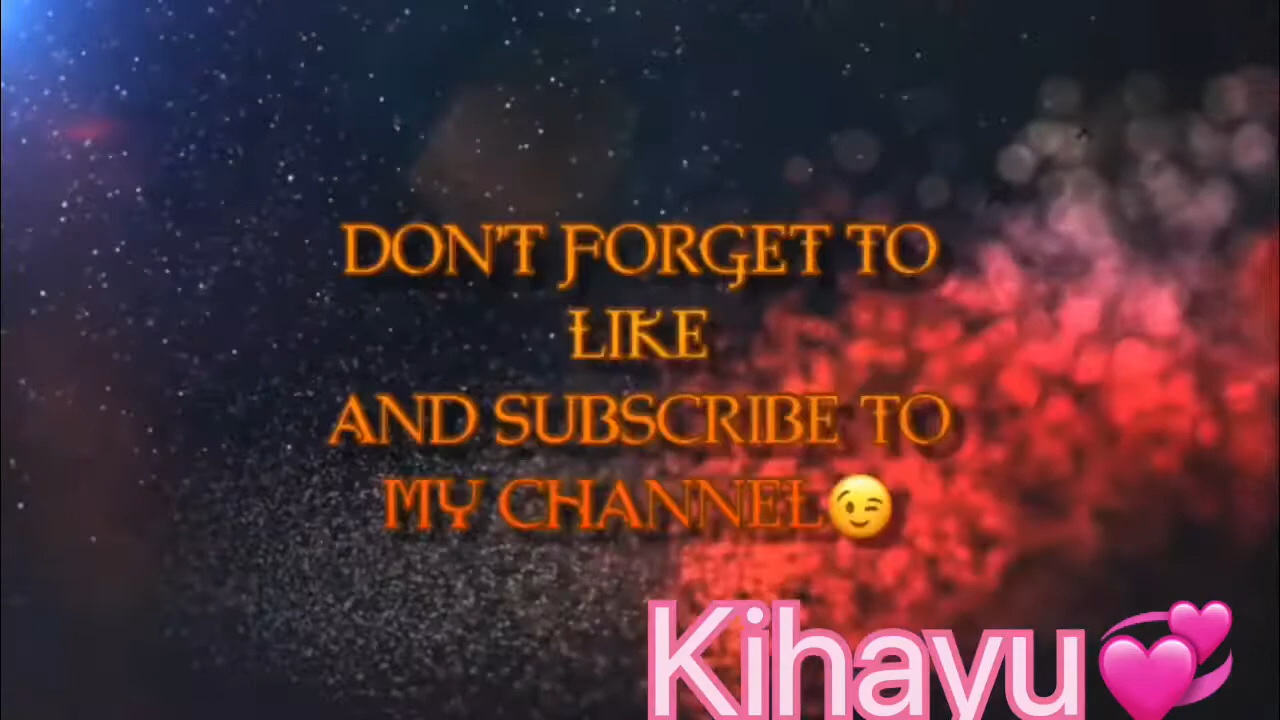 DON'T FORGET TO
LIKE
AND SUBSCRIBE TO
MY CHANNEL😉
Kihayu💞